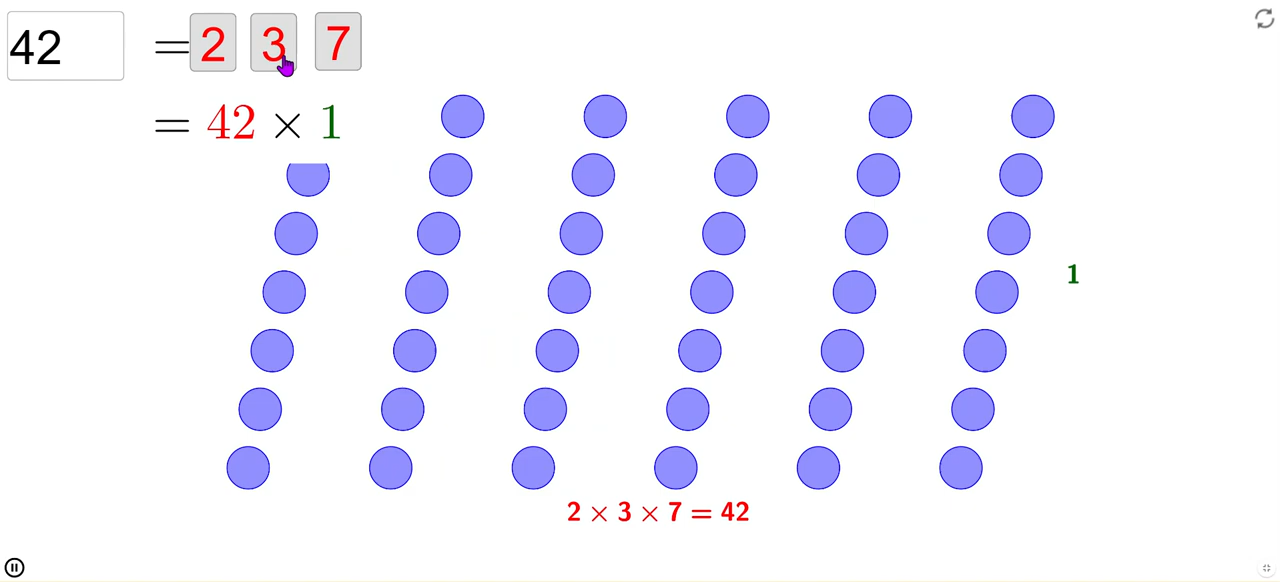 42 = 2 3 7
= 42 × 1
1
2 × 3 × 7 = 42